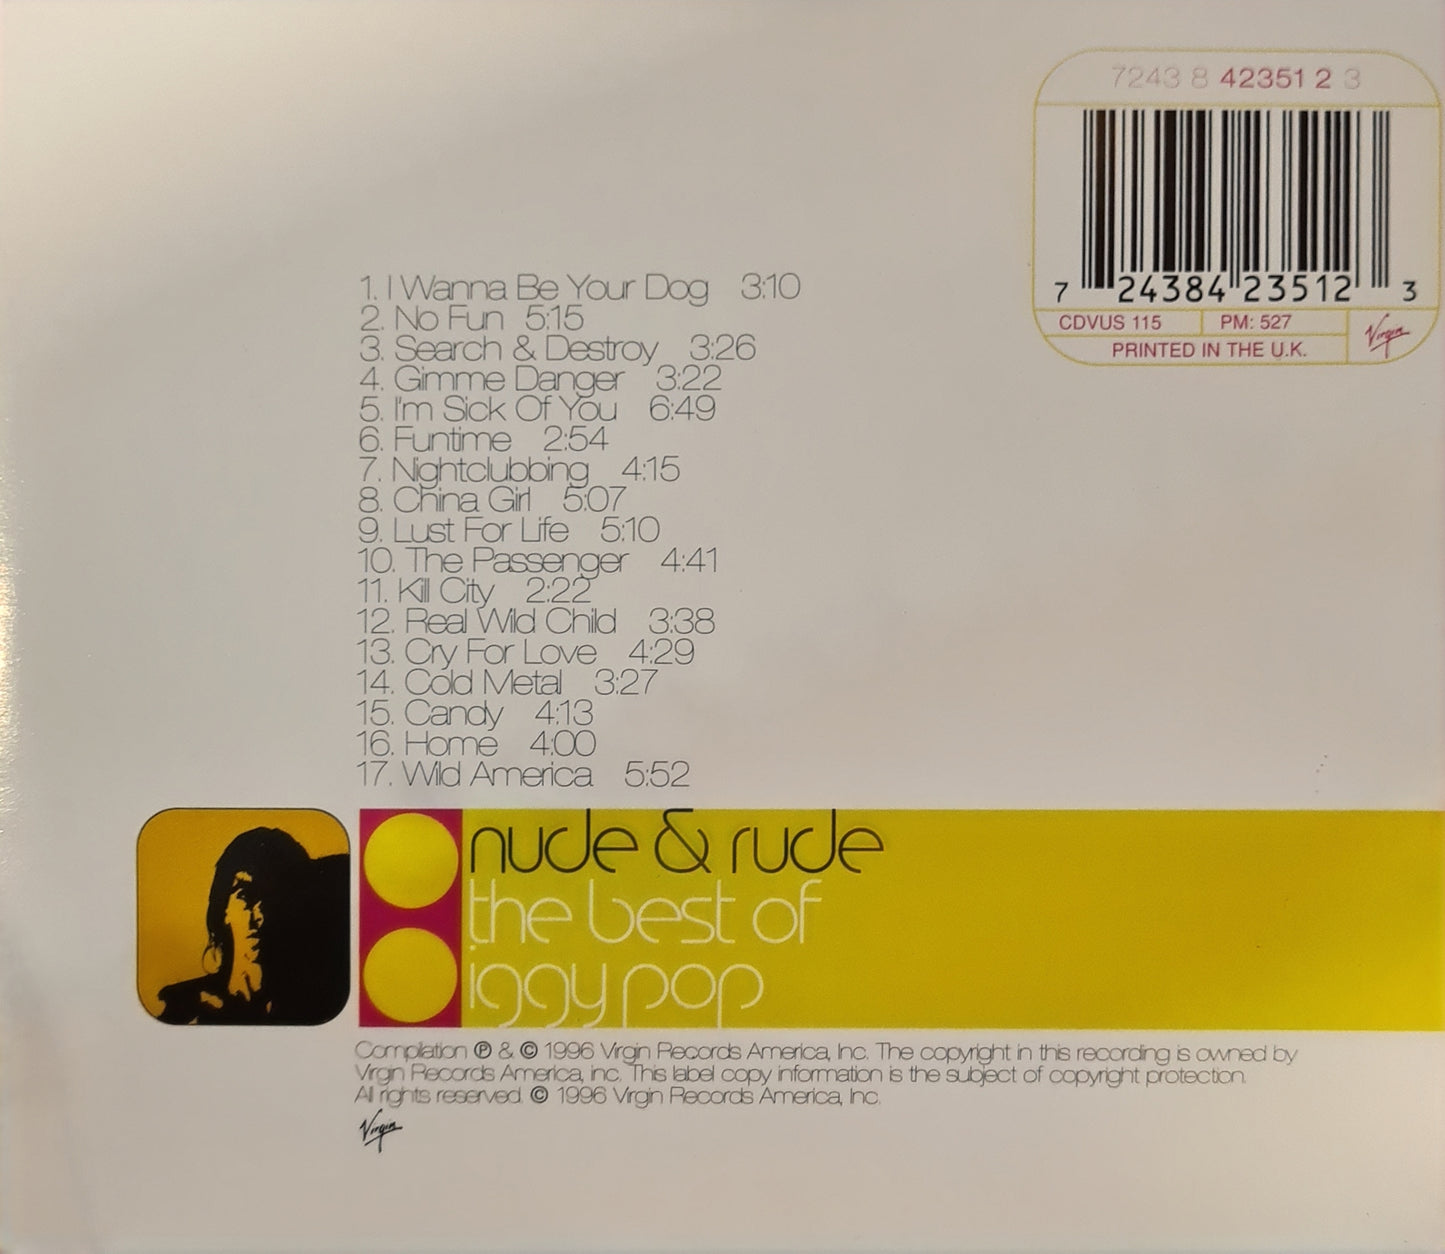 7243 8 42351 2 3
7 24384 23512 3
CDVUS 115 PM: 527
Virgin
PRINTED IN THE U.K.
1. I Wanna Be Your Dog 3:10
2. No Fun 5:15
3. Search & Destroy 3:26
4. Gimme Danger 3:22
5. I'm Sick Of You 6:49
6. Funtime 2:54
7. Nightclubbing 4:15
8. China Girl 5:07
9. Lust For Life 5:10
10. The Passenger 4:41
11. Kill City 2:22
12. Real Wild Child 3:38
13. Cry For Love 4:29
14. Cold Metal 3:27
15. Candy 4:13
16. Home 4:00
17. Wild America 5:52
nude & rude
the best of
iggy pop
Compilation ℗ & © 1996 Virgin Records America, Inc. The copyright in this recording is owned by
Virgin Records America, inc. This label copy information is the subject of copyright protection.
All rights reserved. © 1996 Virgin Records America, Inc.
Virgin